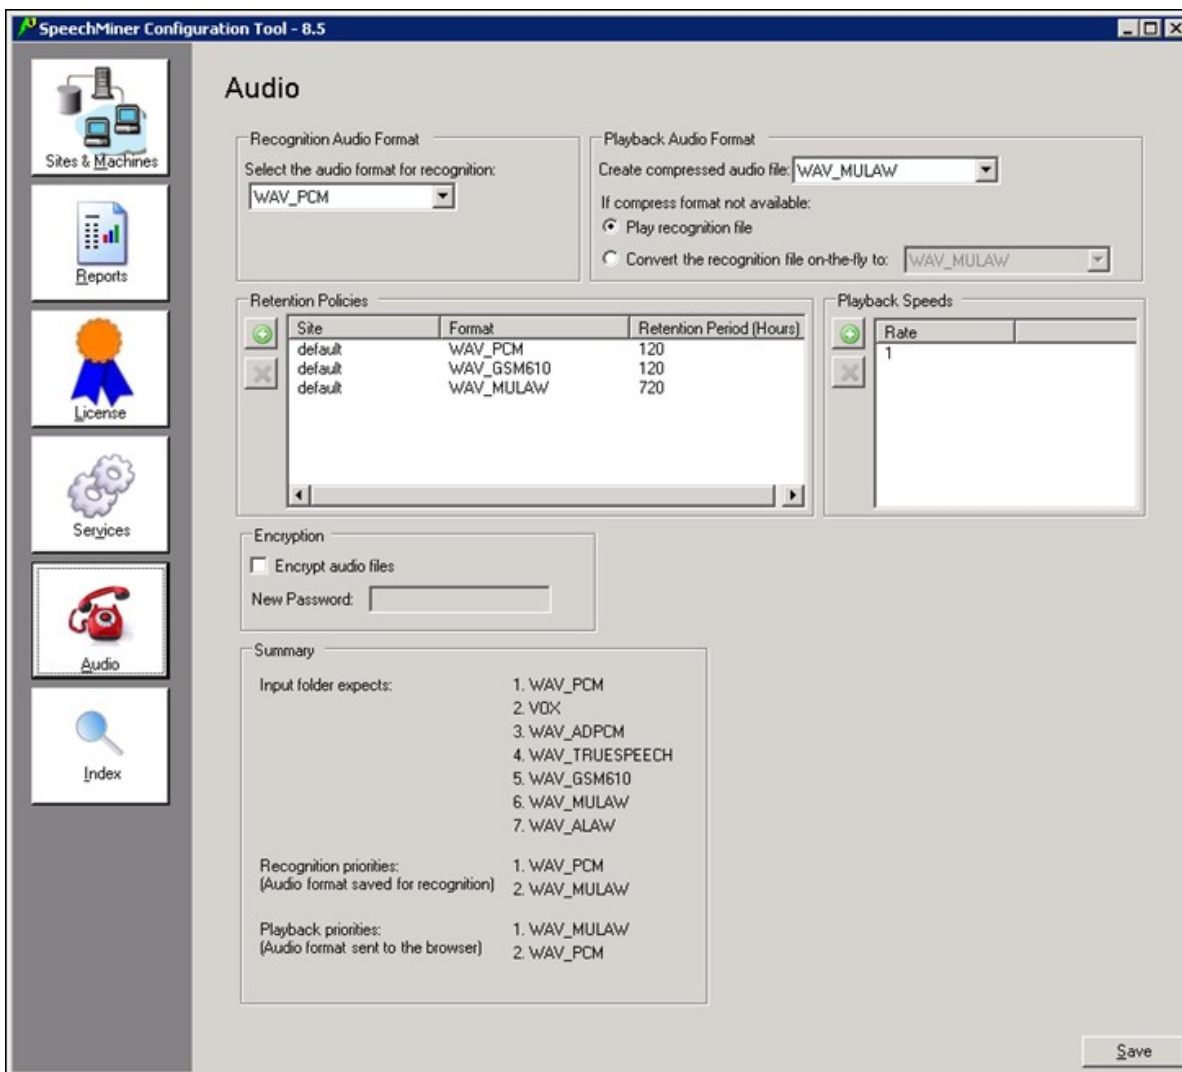 SpeechMiner Configuration Tool - 8.5
Sites & Machines
Reports
License
Services
Audio
Index
Audio
Recognition Audio Format
Select the audio format for recognition:
WAV_PCM
Playback Audio Format
Create compressed audio file: WAV_MULAW
If compress format not available:
Play recognition file
Convert the recognition file on-the-fly to: WAV_MULAW
Retention Policies
Site Format Retention Period (Hours)
default WAV_PCM 120
default WAV_GSM610 120
default WAV_MULAW 720
Playback Speeds
Rate
1
Encryption
Encrypt audio files
New Password:
Summary
Input folder expects: 1. WAV_PCM
2. VOX
3. WAV_ADPCM
4. WAV_TRUESPEECH
5. WAV_GSM610
6. WAV_MULAW
7. WAV_ALAW
Recognition priorities: 1. WAV_PCM
(Audio format saved for recognition) 2. WAV_MULAW
Playback priorities: 1. WAV_MULAW
(Audio format sent to the browser) 2. WAV_PCM
Save